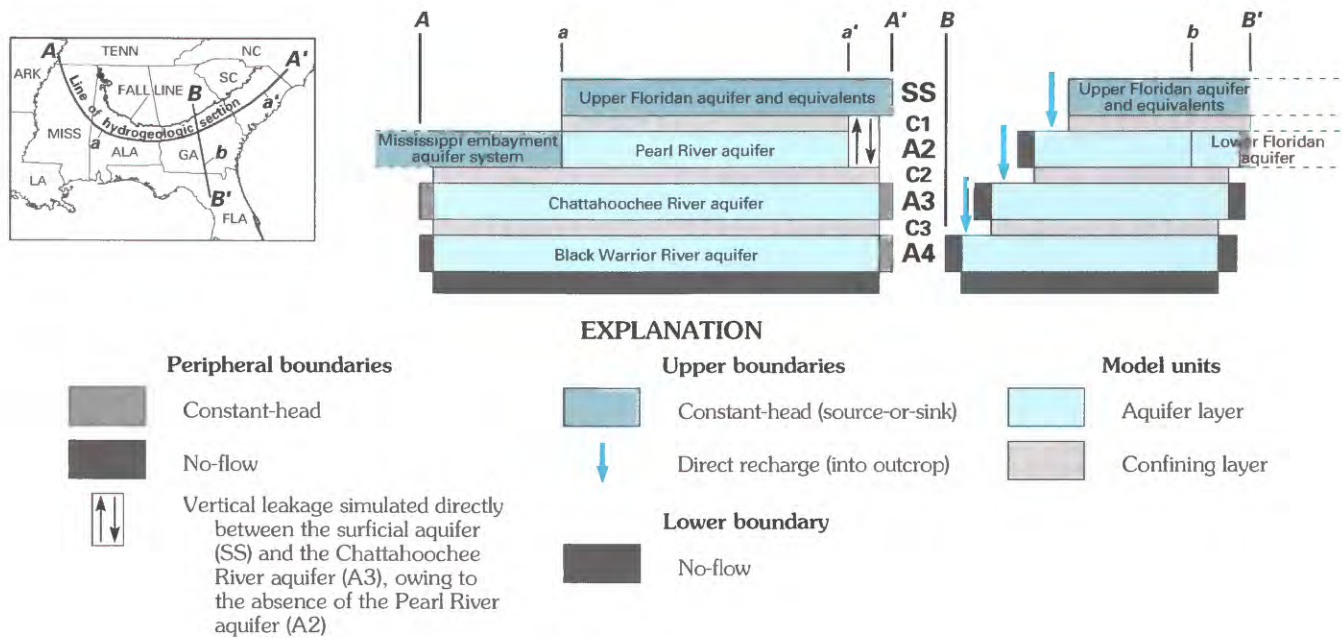 TENN
NC
A
A'
ARK
SC
FALL LINE
B
Line of hydrogeologic section
a'
MISS
a
ALA
GA
b
LA
B'
FLA
A
A'
B
B'
a
a'
b
Upper Floridan aquifer and equivalents
SS
Upper Floridan aquifer
and equivalents
C1
Mississippi embayment
aquifer system
Pearl River aquifer
A2
Lower Floridan
aquifer
C2
Chattahoochee River aquifer
A3
C3
Black Warrior River aquifer
A4
EXPLANATION
Peripheral boundaries
Constant-head
No-flow
Vertical leakage simulated directly
between the surficial aquifer
(SS) and the Chattahoochee
River aquifer (A3), owing to
the absence of the Pearl River
aquifer (A2)
Upper boundaries
Constant-head (source-or-sink)
Direct recharge (into outcrop)
Lower boundary
No-flow
Model units
Aquifer layer
Confining layer